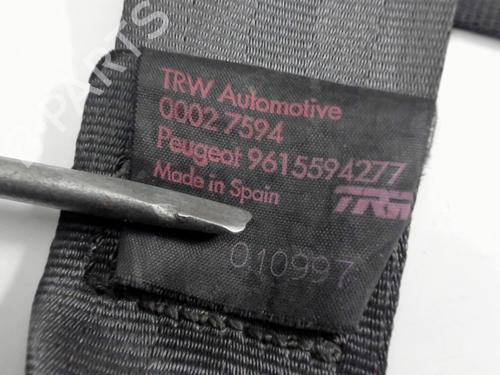 TRW Automotive
0002 7594
Peugeot 9615594277
Made in Spain
TRW
010997